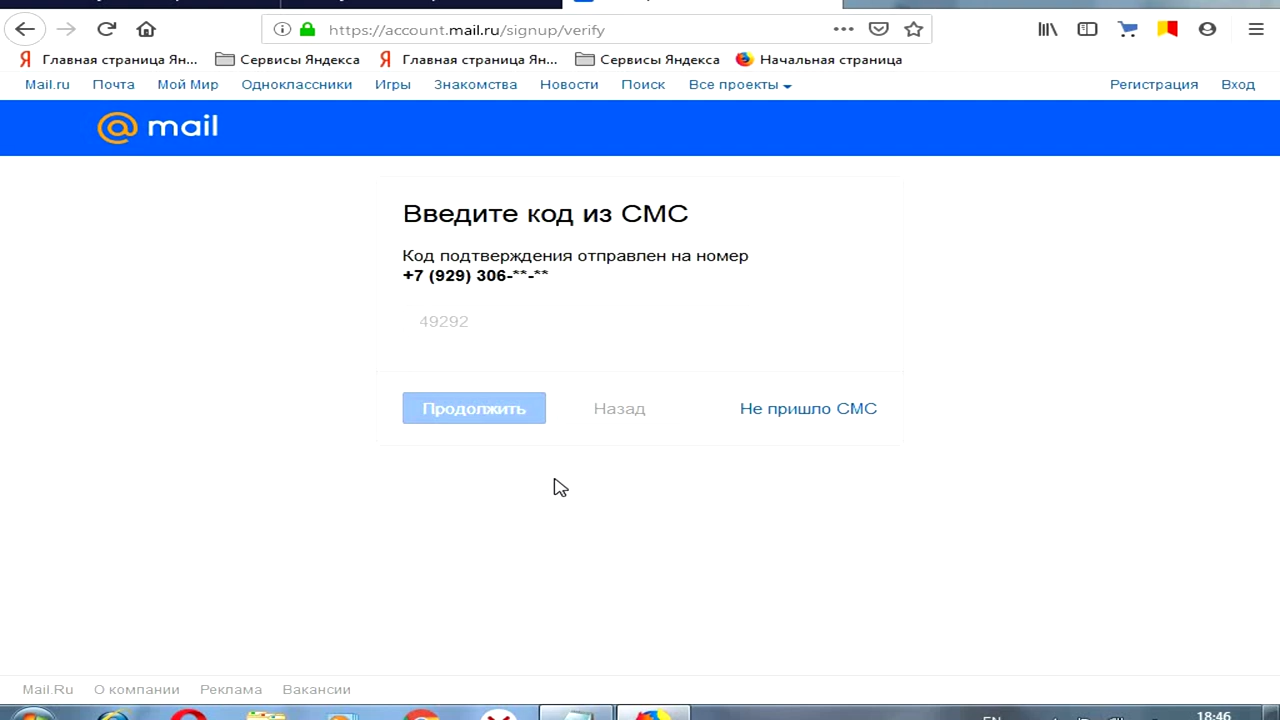 https://account.mail.ru/signup/verify
Главная страница Ян... Сервисы Яндекса Главная страница Ян... Сервисы Яндекса Начальная страница
Mail.ru Почта Мой Мир Одноклассники Игры Знакомства Новости Поиск Все проекты Регистрация Вход
@ mail
Введите код из СМС
Код подтверждения отправлен на номер
+7 (929) 306-**-**
49292
Продолжить Назад Не пришло СМС
Mail.Ru О компании Реклама Вакансии
EN 18:46